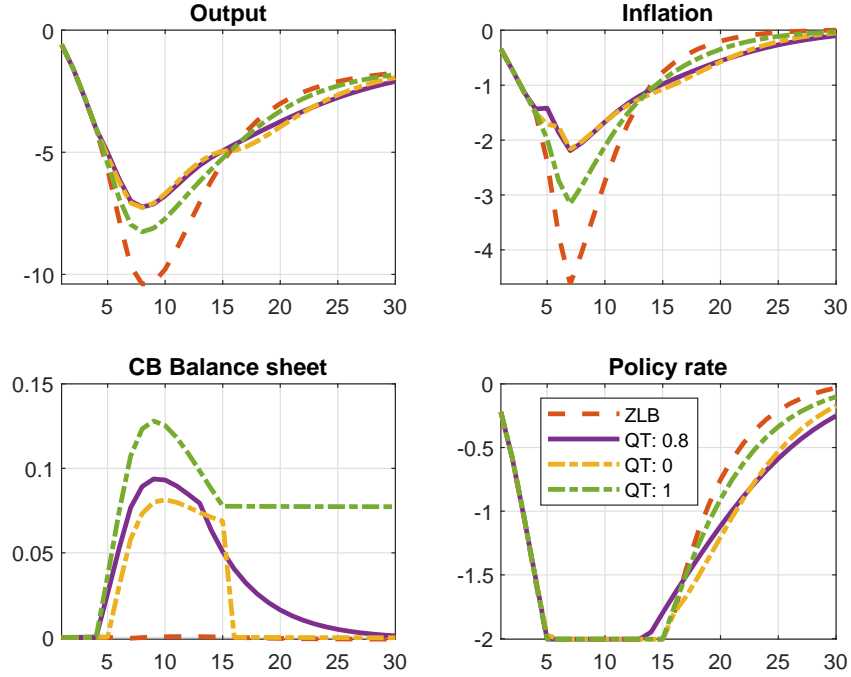 Output
0
-5
-10
5 10 15 20 25 30
Inflation
0
-1
-2
-3
-4
5 10 15 20 25 30
CB Balance sheet
0.15
0.1
0.05
0
5 10 15 20 25 30
Policy rate
0
-0.5
-1
-1.5
-2
ZLB
QT: 0.8
QT: 0
QT: 1
5 10 15 20 25 30